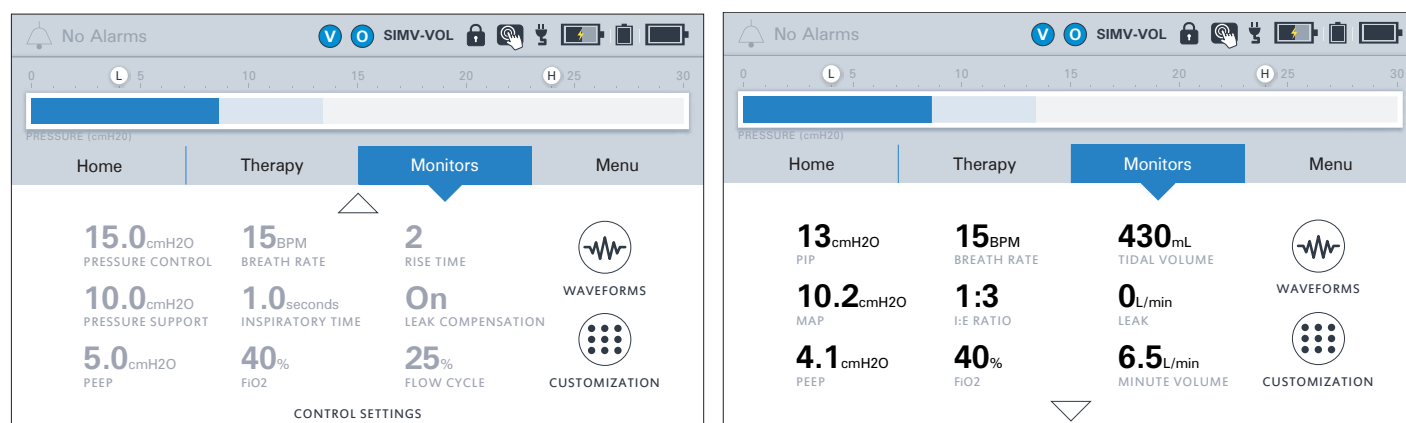 No Alarms V O SIMV-VOL
0 L 5 10 15 20 H 25 30
PRESSURE (cmH20)
Home Therapy Monitors Menu
15.0cmH2O 15BPM 2
PRESSURE CONTROL BREATH RATE RISE TIME
WAVEFORMS
10.0cmH2O 1.0seconds On
PRESSURE SUPPORT INSPIRATORY TIME LEAK COMPENSATION
5.0cmH2O 40% 25%
PEEP FiO2 FLOW CYCLE CUSTOMIZATION
CONTROL SETTINGS
No Alarms V O SIMV-VOL
0 L 5 10 15 20 H 25 30
PRESSURE (cmH20)
Home Therapy Monitors Menu
13cmH2O 15BPM 430mL
PIP BREATH RATE TIDAL VOLUME
WAVEFORMS
10.2cmH2O 1:3 0L/min
MAP I:E RATIO LEAK
4.1cmH2O 40% 6.5L/min
PEEP FiO2 MINUTE VOLUME CUSTOMIZATION